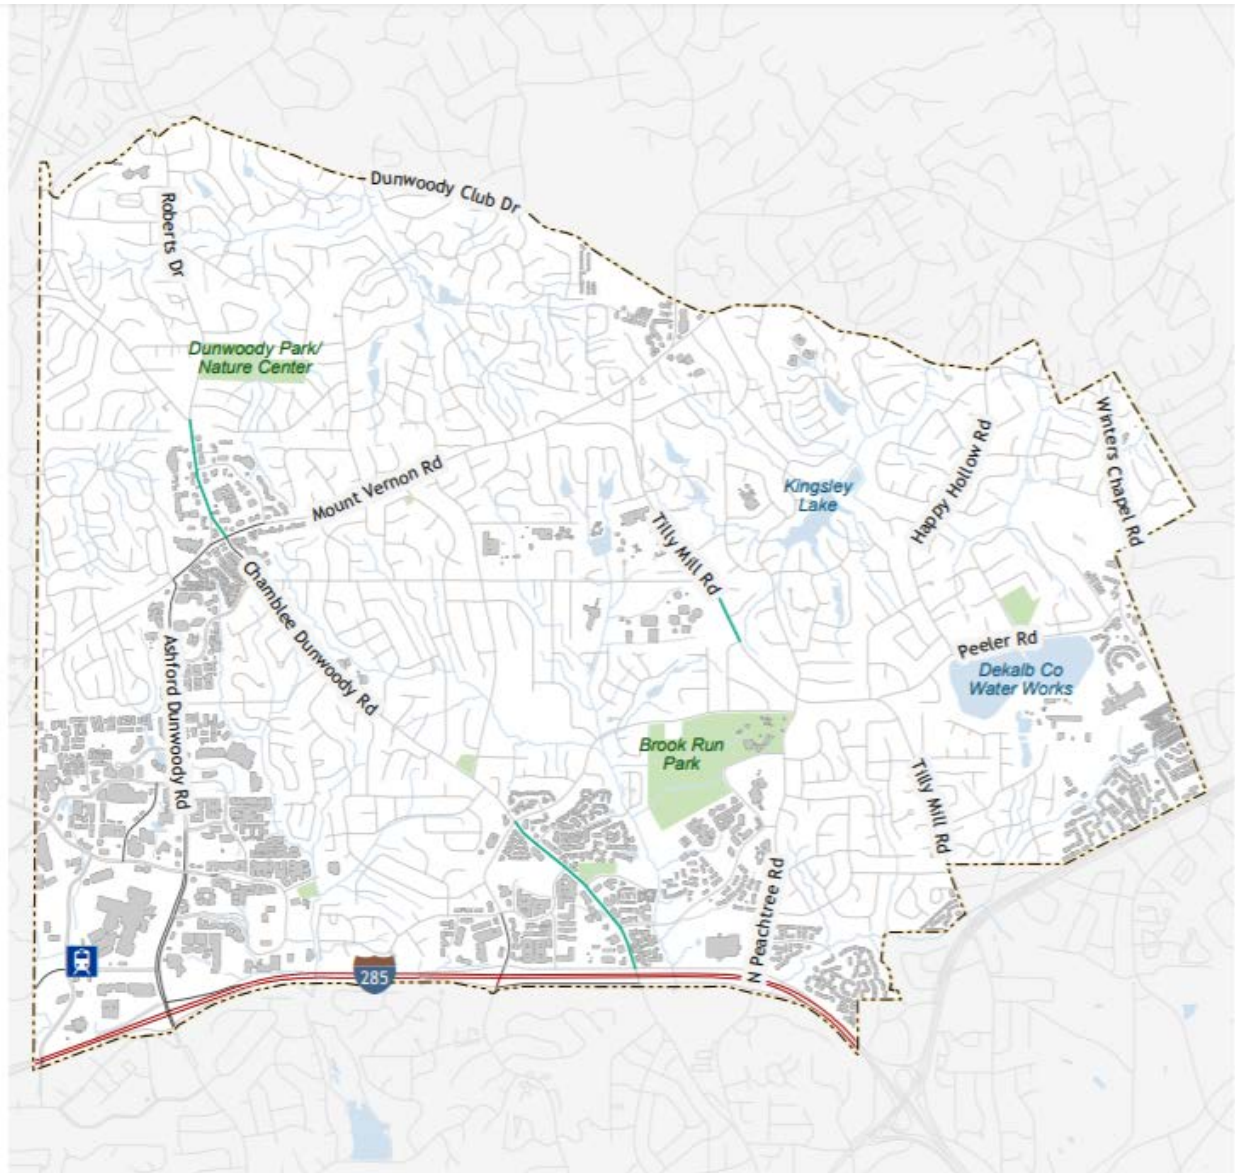 Dunwoody Club Dr
Roberts Dr
Dunwoody Park/
Nature Center
Mount Vernon Rd
Winters Chapel Rd
Happy Hollow Rd
Kingsley
Lake
Tilly Mill Rd
Chamblee Dunwoody Rd
Ashford Dunwoody Rd
Peeler Rd
Dekalb Co
Water Works
Brook Run
Park
Tilly Mill Rd
N Peachtree Rd
285